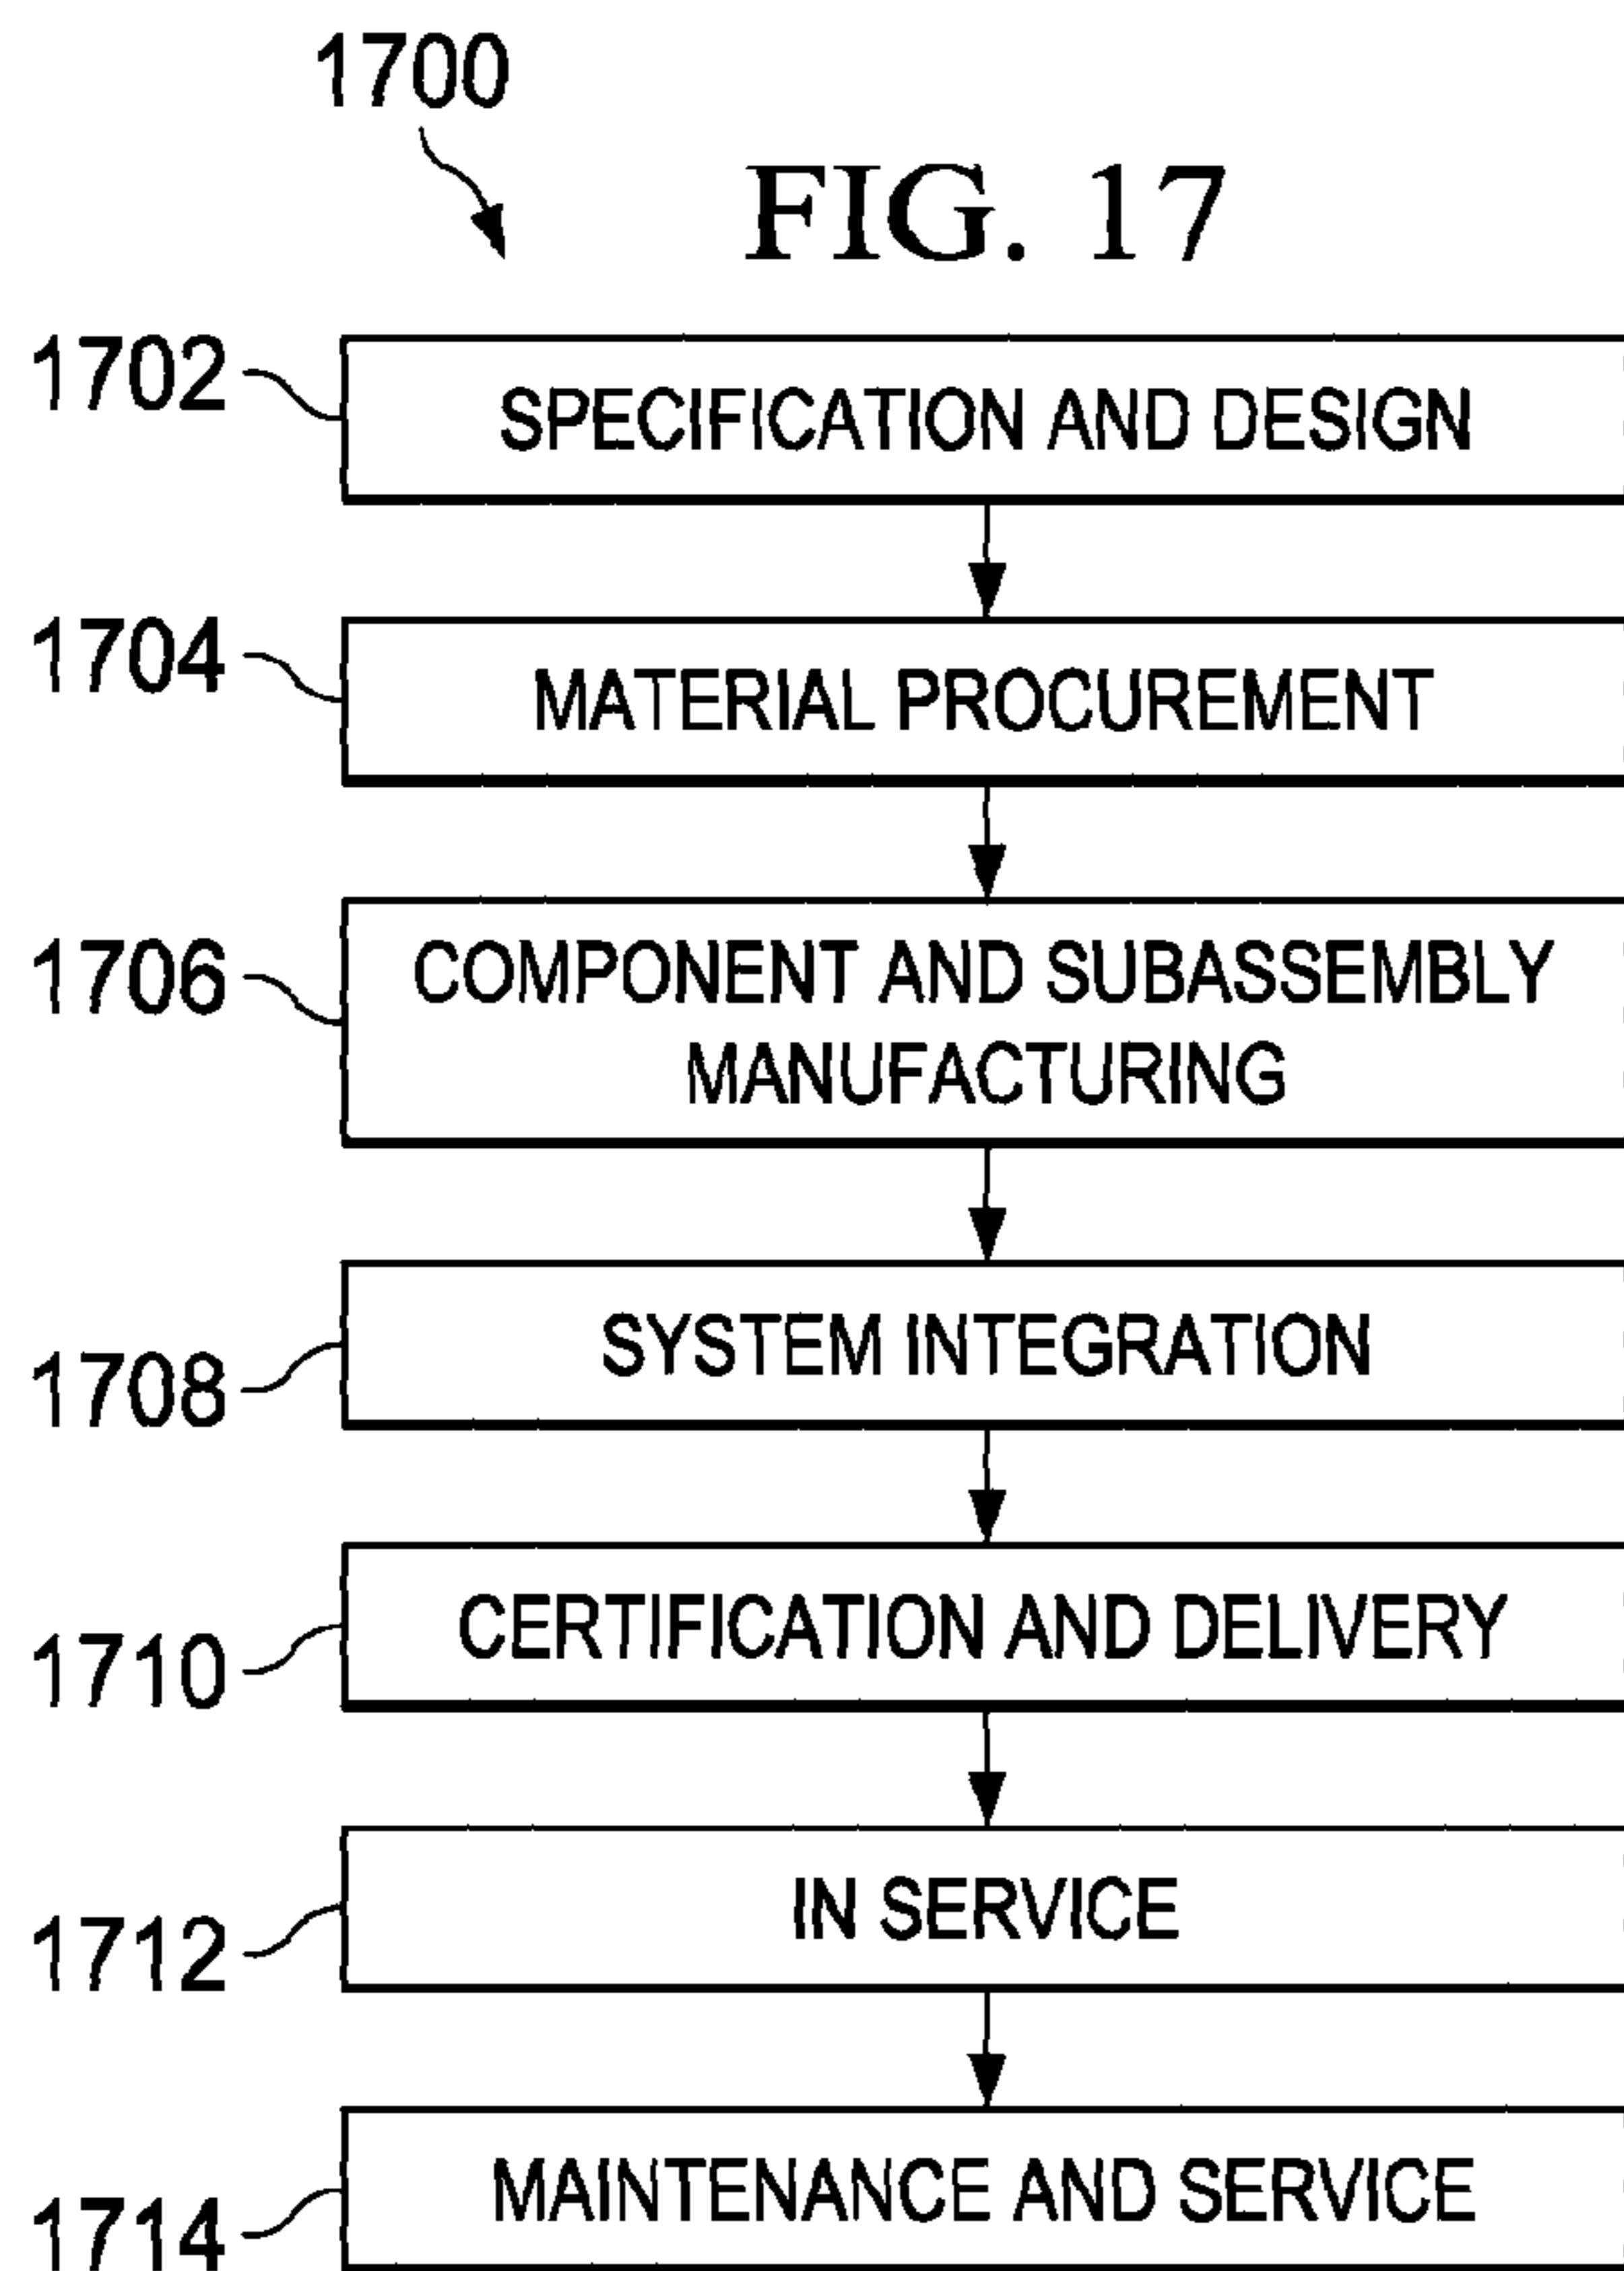 1700
FIG. 17
1702
SPECIFICATION AND DESIGN
1704
MATERIAL PROCUREMENT
1706
COMPONENT AND SUBASSEMBLY
MANUFACTURING
1708
SYSTEM INTEGRATION
1710
CERTIFICATION AND DELIVERY
1712
IN SERVICE
1714
MAINTENANCE AND SERVICE